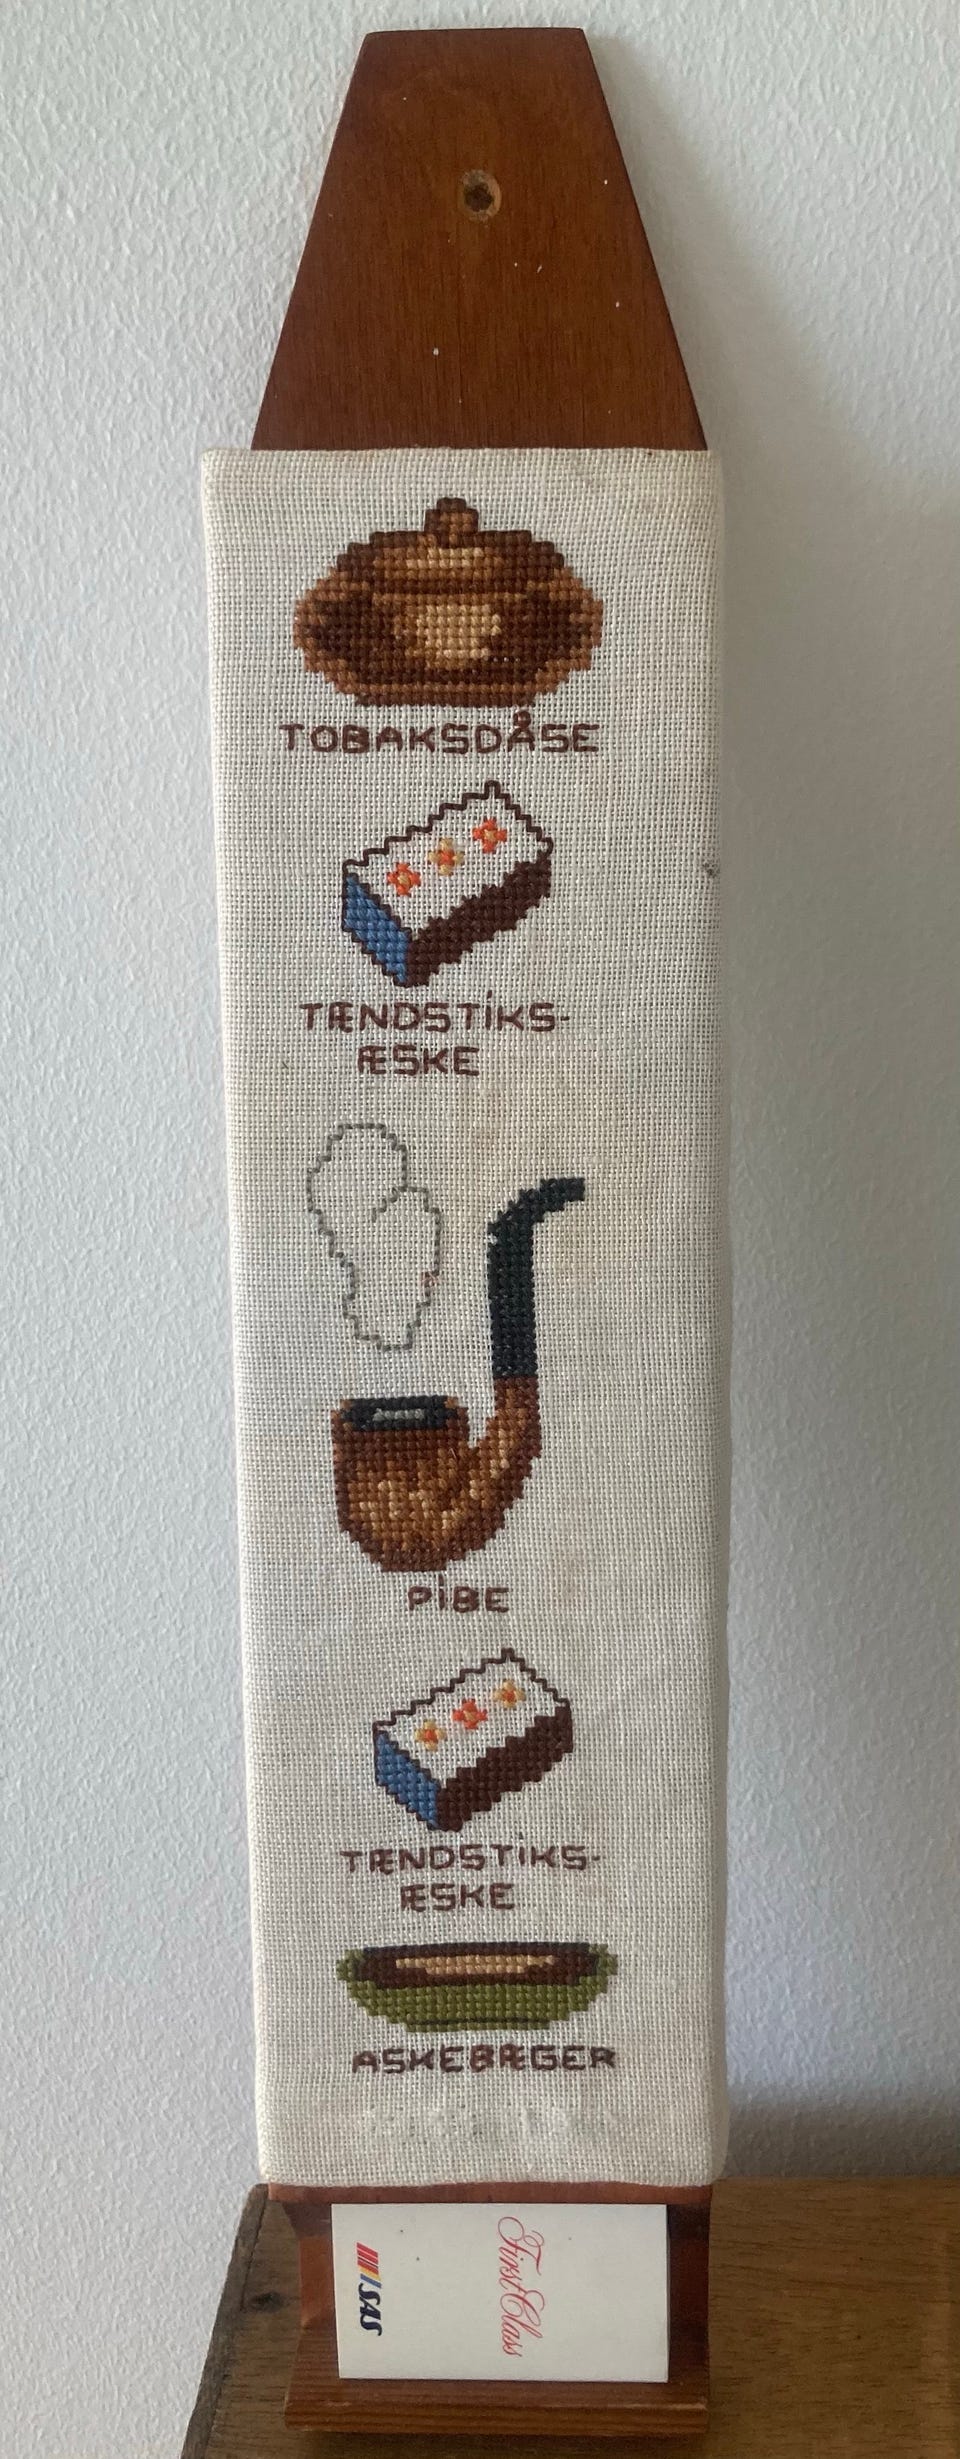 TOBAKSDÅSE
TÆNDSTiKS-
ÆSKE
PiBE
TÆNDSTiKS-
ÆSKE
ASKEBÆGER
First Class
SAS